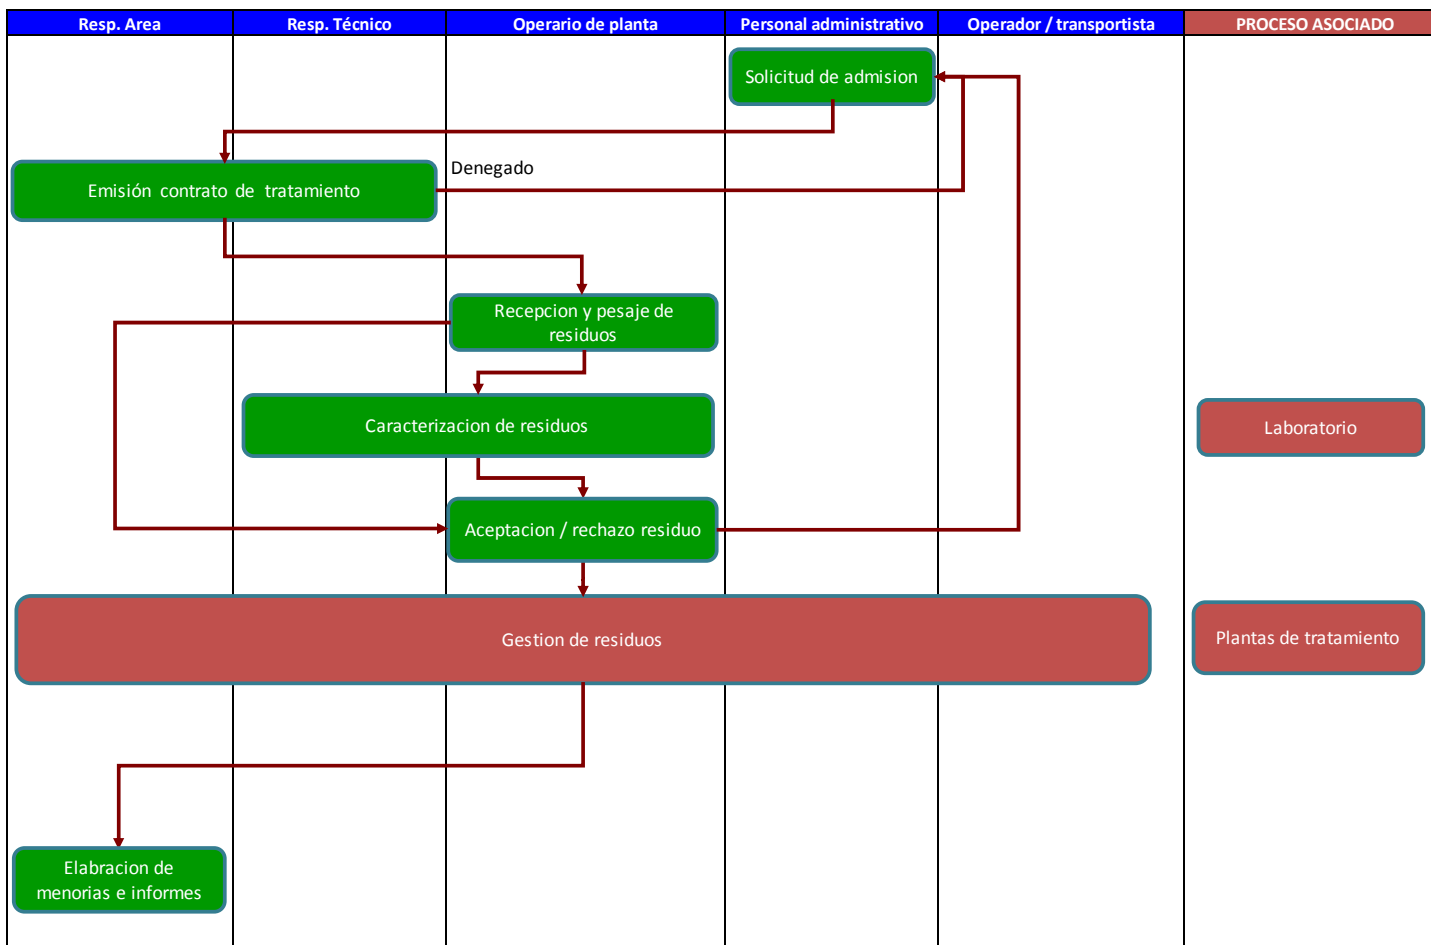 Resp. Area
Resp. Técnico
Operario de planta
Personal administrativo
Operador / transportista
PROCESO ASOCIADO
Solicitud de admision
Denegado
Emisión contrato de tratamiento
Recepcion y pesaje de
residuos
Caracterizacion de residuos
Laboratorio
Aceptacion / rechazo residuo
Gestion de residuos
Plantas de tratamiento
Elabracion de
menorias e informes